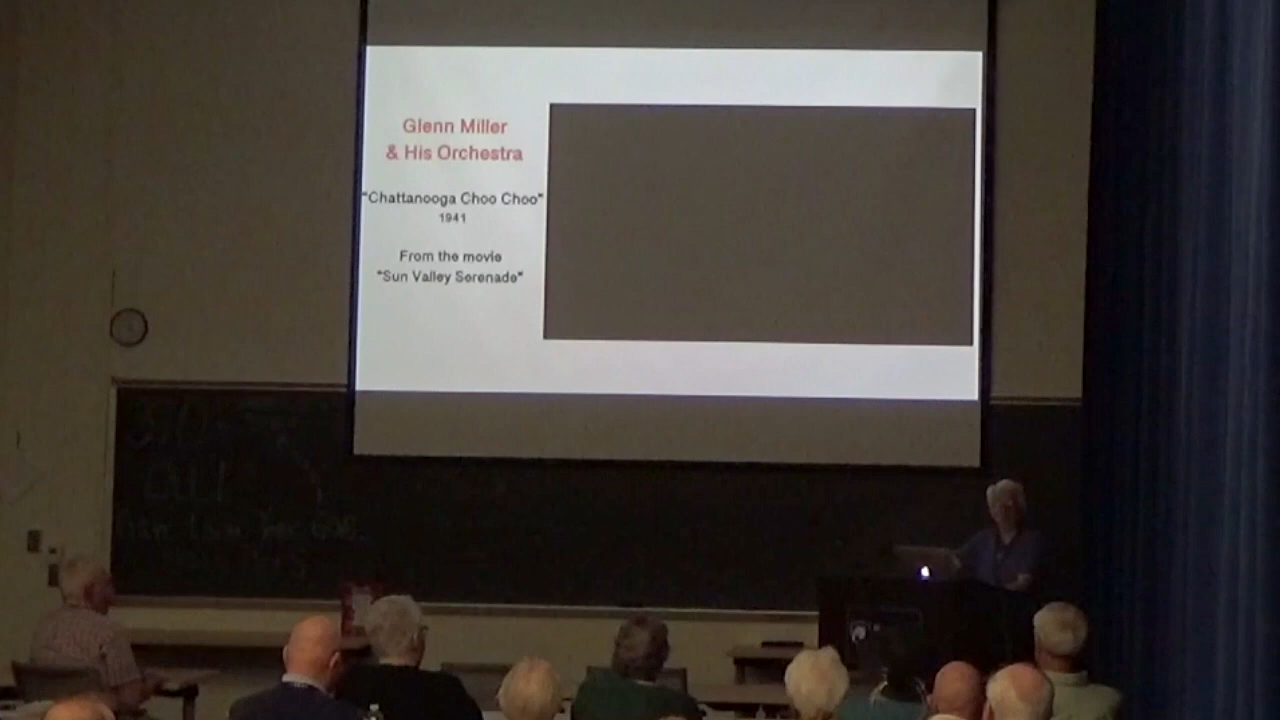 Glenn Miller
& His Orchestra
"Chattanooga Choo Choo"
1941
From the movie
"Sun Valley Serenade"